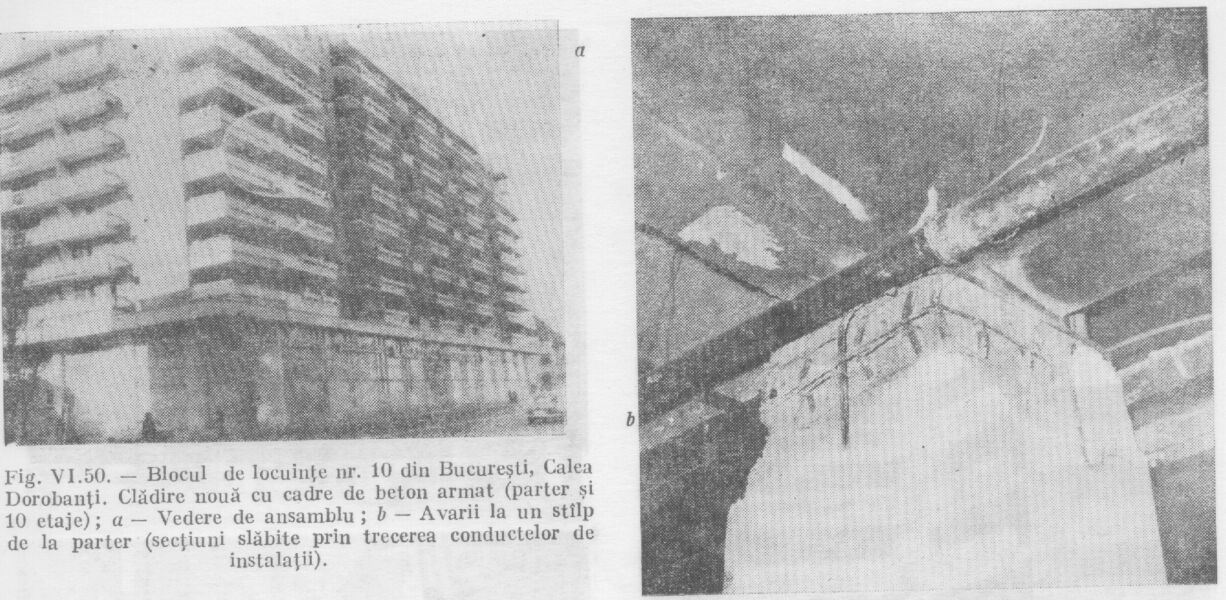 a
b
Fig. VI.50. — Blocul de locuințe nr. 10 din București, Calea
Dorobanți. Clădire nouă cu cadre de beton armat (parter și
10 etaje); a — Vedere de ansamblu; b — Avarii la un stîlp
de la parter (secțiuni slăbite prin trecerea conductelor de
instalații).